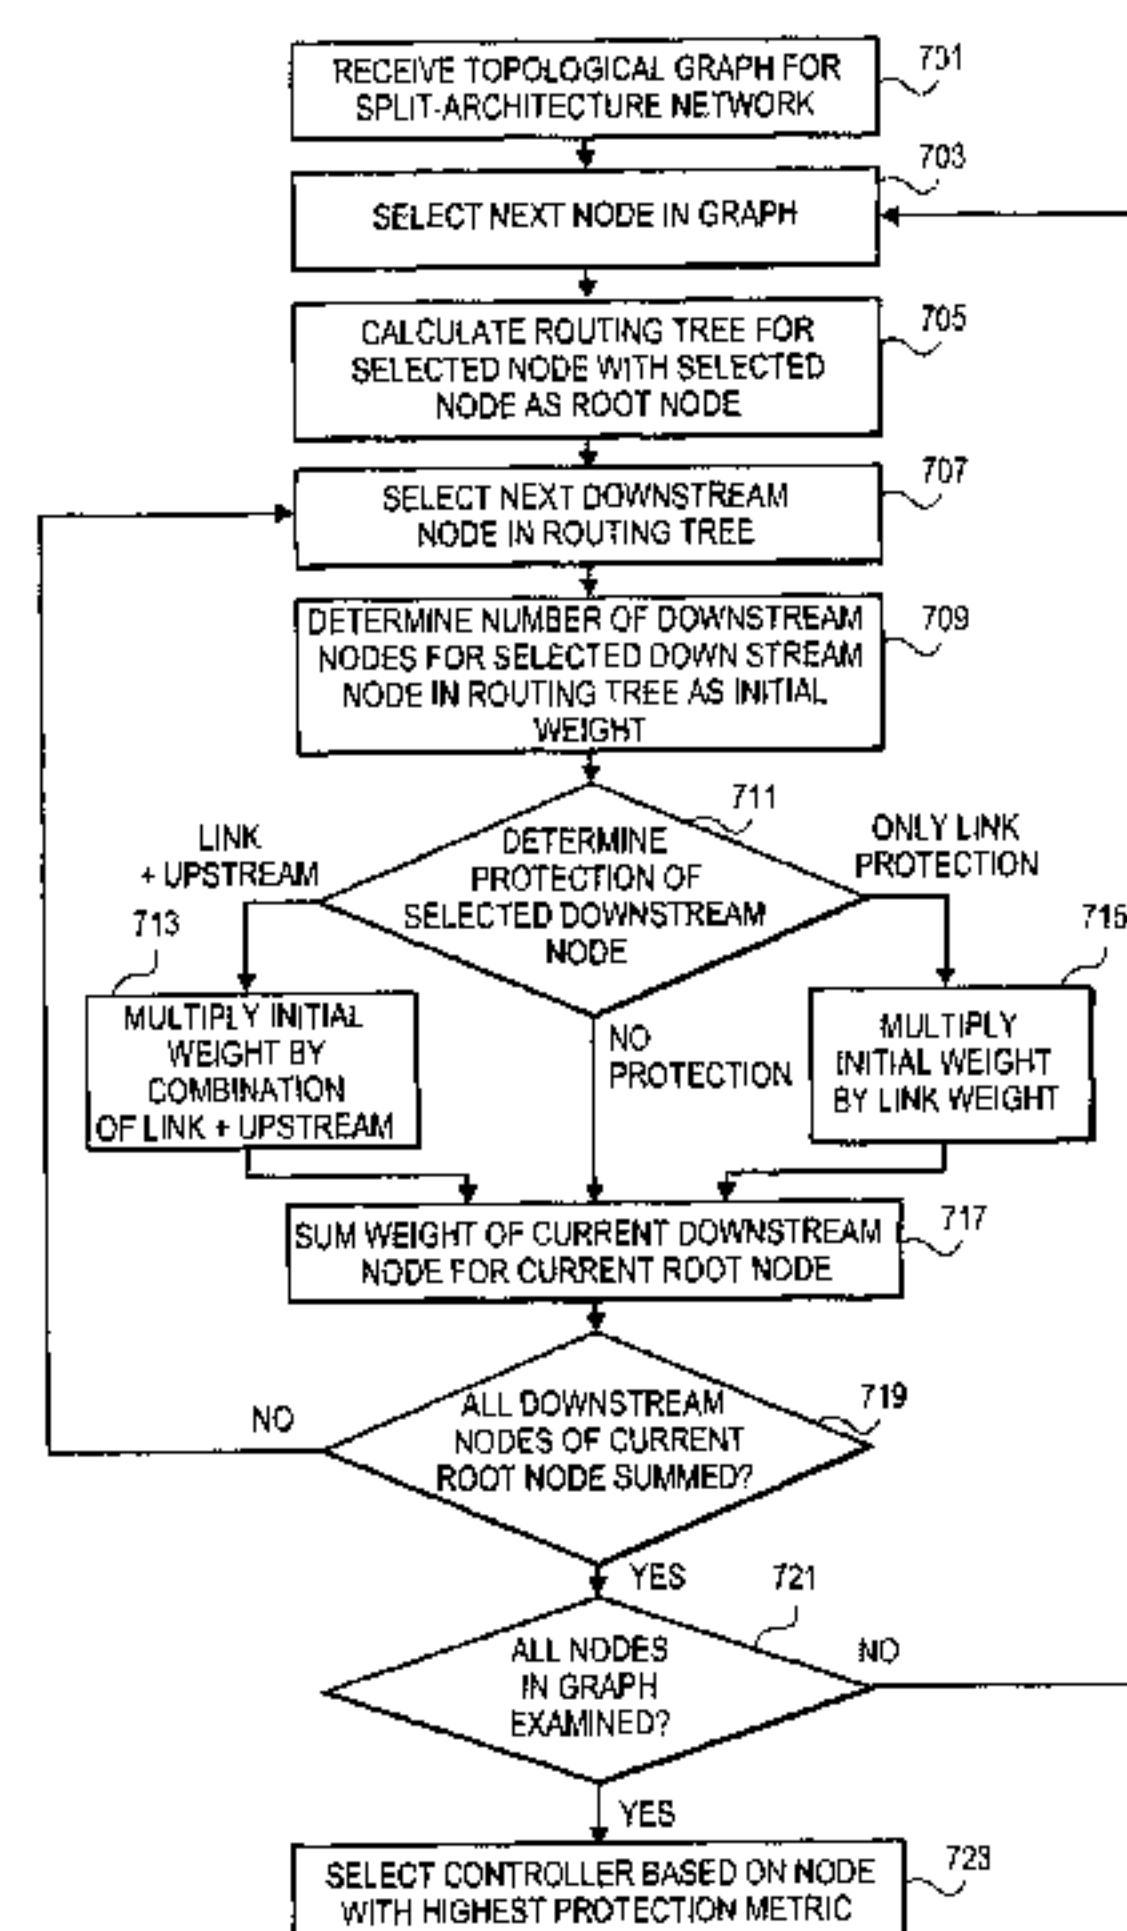 RECEIVE TOPOLOGICAL GRAPH FOR
SPLIT-ARCHITECTURE NETWORK
701
703
SELECT NEXT NODE IN GRAPH
705
CALCULATE ROUTING TREE FOR
SELECTED NODE WITH SELECTED
NODE AS ROOT NODE
707
SELECT NEXT DOWNSTREAM
NODE IN ROUTING TREE
709
DETERMINE NUMBER OF DOWNSTREAM
NODES FOR SELECTED DOWN STREAM
NODE IN ROUTING TREE AS INITIAL
WEIGHT
711
DETERMINE
PROTECTION OF
SELECTED DOWNSTREAM
NODE
LINK
+ UPSTREAM
ONLY LINK
PROTECTION
NO
PROTECTION
713
MULTIPLY INITIAL
WEIGHT BY
COMBINATION
OF LINK + UPSTREAM
715
MULTIPLY
INITIAL WEIGHT
BY LINK WEIGHT
717
SUM WEIGHT OF CURRENT DOWNSTREAM
NODE FOR CURRENT ROOT NODE
719
ALL DOWNSTREAM
NODES OF CURRENT
ROOT NODE SUMMED?
NO
YES
721
ALL NODES
IN GRAPH
EXAMINED?
NO
YES
723
SELECT CONTROLLER BASED ON NODE
WITH HIGHEST PROTECTION METRIC